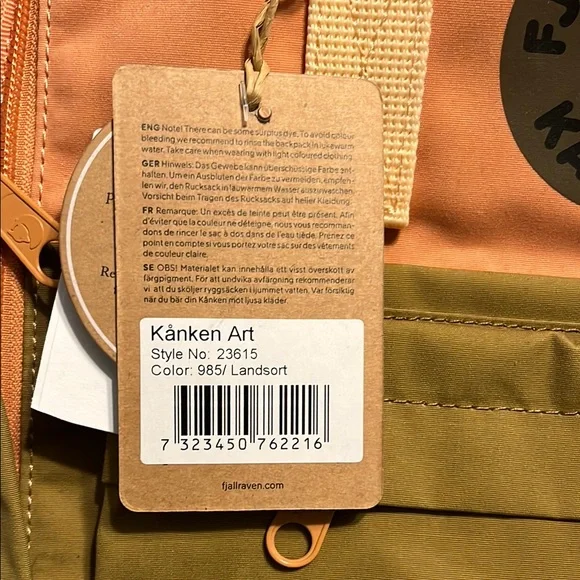 ENG Note! There can be some surplus dye. To avoid colour
bleeding we recommend to rinse the backpack in lukewarm
water. Take care when wearing with light coloured clothing.
GER Hinweis: Das Gewebe kann überschüssige Farbe ent-
halten. Um ein Ausbluten der Farbe zu vermeiden, empfeh-
len wir, den Rucksack in lauwarmem Wasser auszuwaschen.
Vorsicht beim Tragen des Rucksacks auf heller Kleidung.
FR Remarque: Un excès de teinte peut être présent. Afin
d'éviter que la couleur ne déteigne, nous vous recomman-
dons de rincer le sac à dos dans de l'eau tiède. Prenez ce
point en compte si vous portez votre sac sur des vêtements
de couleur claire.
SE OBS! Materialet kan innehålla ett visst överskott av
färgpigment. För att undvika avfärgning rekommenderar
vi att du sköljer ryggsäcken i ljummet vatten. Var försiktig
när du bär din Kånken mot ljusa kläder.
Kånken Art
Style No: 23615
Color: 985/ Landsort
7 323450 762216
fjallraven.com